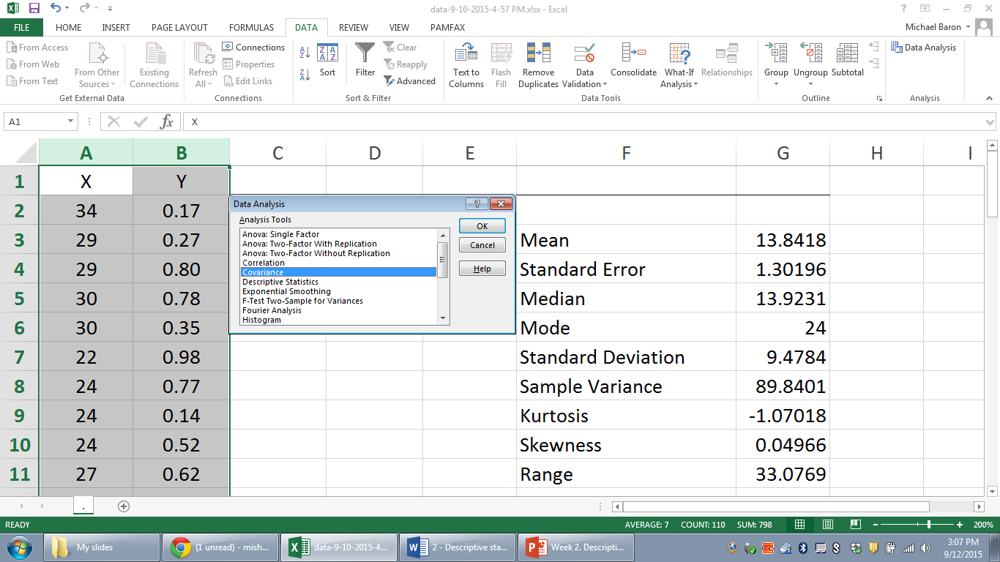 data-9-10-2015-4-57 PM.xlsx - Excel
FILE HOME INSERT PAGE LAYOUT FORMULAS DATA REVIEW VIEW PAMFAX Michael Baron
From Access
From Web
From Text
From Other Sources
Existing Connections
Get External Data
Refresh All
Connections
Properties
Edit Links
Connections
Sort
Filter
Clear
Reapply
Advanced
Sort & Filter
Text to Columns
Flash Fill
Remove Duplicates
Data Validation
Consolidate
What-If Analysis
Relationships
Data Tools
Group
Ungroup
Subtotal
Outline
Data Analysis
Analysis
A1 fx X
A B C D E F G H I
1 X Y
2 34 0.17
3 29 0.27 Mean 13.8418
4 29 0.80 Standard Error 1.30196
5 30 0.78 Median 13.9231
6 30 0.35 Mode 24
7 22 0.98 Standard Deviation 9.4784
8 24 0.77 Sample Variance 89.8401
9 24 0.14 Kurtosis -1.07018
10 24 0.52 Skewness 0.04966
11 27 0.62 Range 33.0769
Data Analysis
Analysis Tools
Anova: Single Factor
Anova: Two-Factor With Replication
Anova: Two-Factor Without Replication
Correlation
Covariance
Descriptive Statistics
Exponential Smoothing
F-Test Two-Sample for Variances
Fourier Analysis
Histogram
OK
Cancel
Help
.
READY AVERAGE: 7 COUNT: 110 SUM: 798 200%
My slides
(1 unread) - mish...
data-9-10-2015-4...
2 - Descriptive sta...
Week 2. Descripti...
3:07 PM
9/12/2015